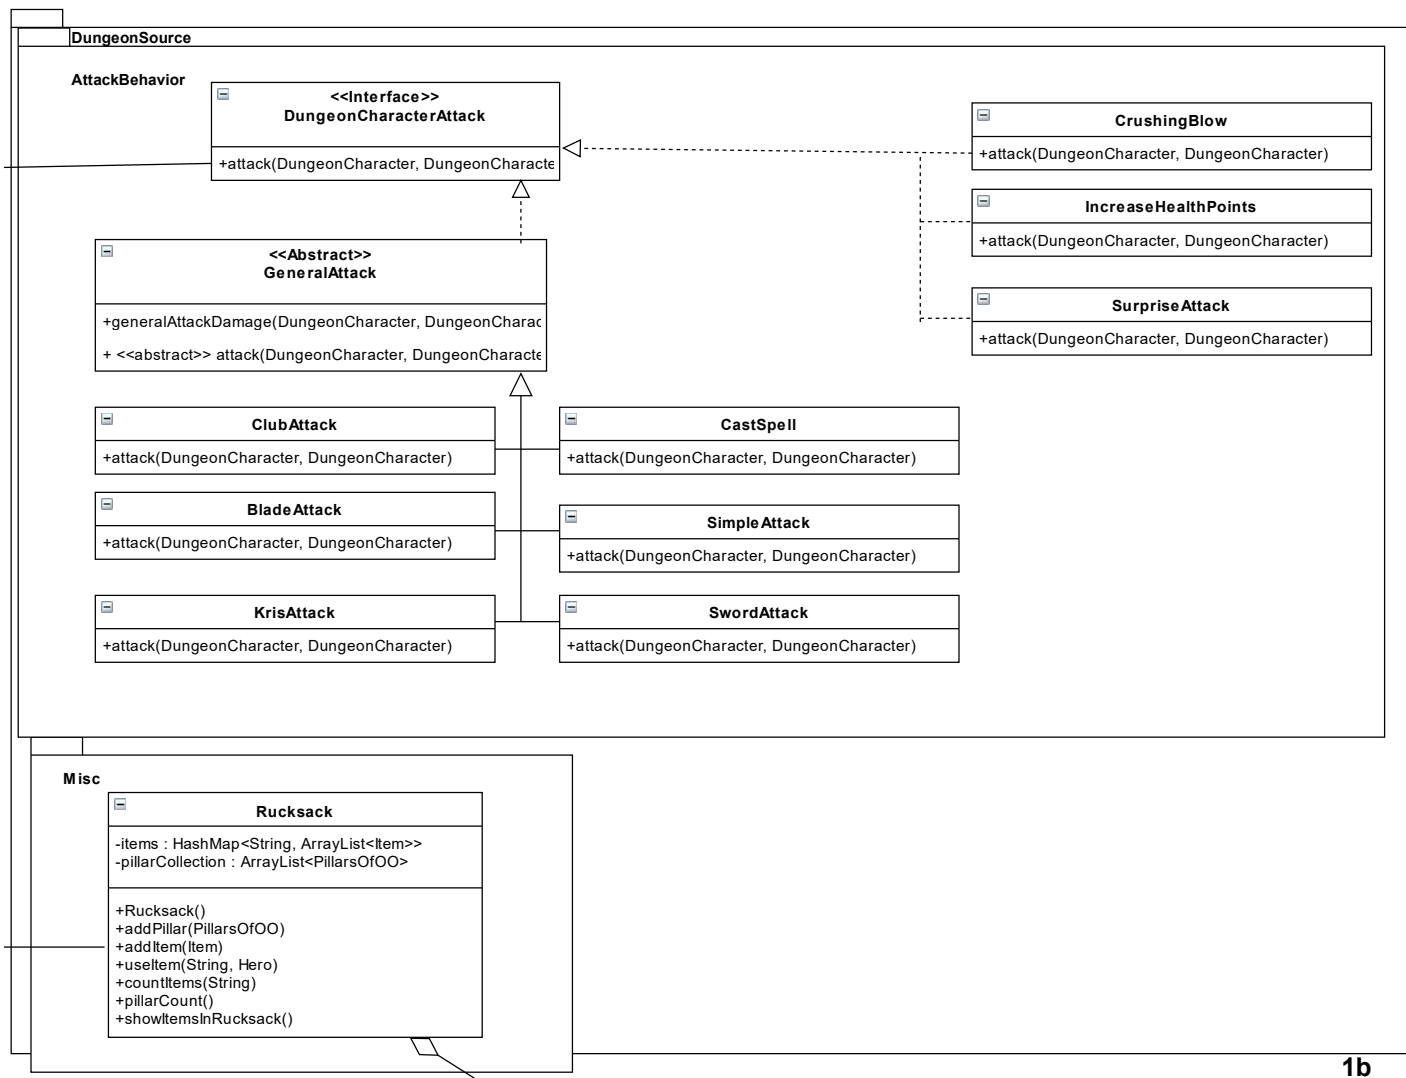 DungeonSource
AttackBehavior
<<Interface>>
DungeonCharacterAttack
+attack(DungeonCharacter, DungeonCharacte
CrushingBlow
+attack(DungeonCharacter, DungeonCharacter)
IncreaseHealthPoints
+attack(DungeonCharacter, DungeonCharacter)
SurpriseAttack
+attack(DungeonCharacter, DungeonCharacter)
<<Abstract>>
GeneralAttack
+generalAttackDamage(DungeonCharacter, DungeonCharac
+ <<abstract>> attack(DungeonCharacter, DungeonCharacte
ClubAttack
+attack(DungeonCharacter, DungeonCharacter)
CastSpell
+attack(DungeonCharacter, DungeonCharacter)
BladeAttack
+attack(DungeonCharacter, DungeonCharacter)
SimpleAttack
+attack(DungeonCharacter, DungeonCharacter)
KrisAttack
+attack(DungeonCharacter, DungeonCharacter)
SwordAttack
+attack(DungeonCharacter, DungeonCharacter)
Misc
Rucksack
-items : HashMap<String, ArrayList<Item>>
-pillarCollection : ArrayList<PillarsOfOO>
+Rucksack()
+addPillar(PillarsOfOO)
+addItem(Item)
+useItem(String, Hero)
+countItems(String)
+pillarCount()
+showItemsInRucksack()
1b